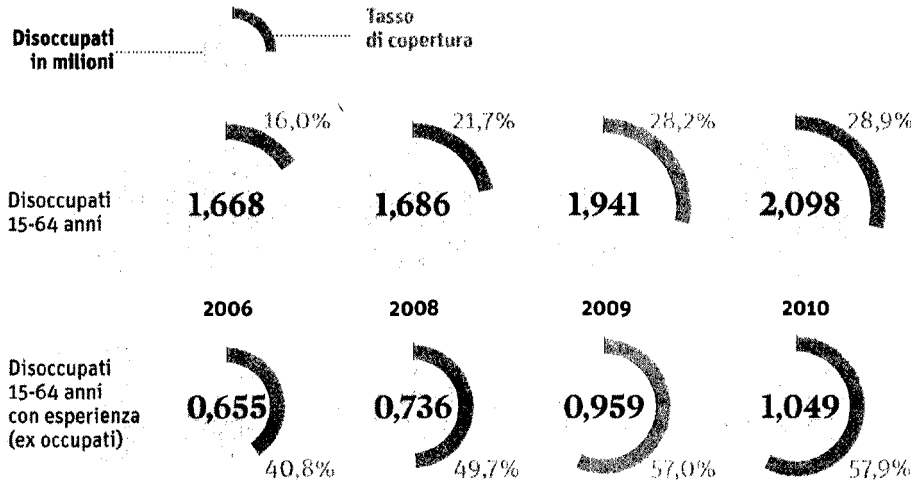 Disoccupati
in milioni
Tasso
di copertura
16,0% 21,7% 28,2% 28,9%
Disoccupati
15-64 anni
1,668 1,686 1,941 2,098
2006 2008 2009 2010
Disoccupati
15-64 anni
con esperienza
(ex occupati)
0,655 0,736 0,959 1,049
40,8% 49,7% 57,0% 57,9%